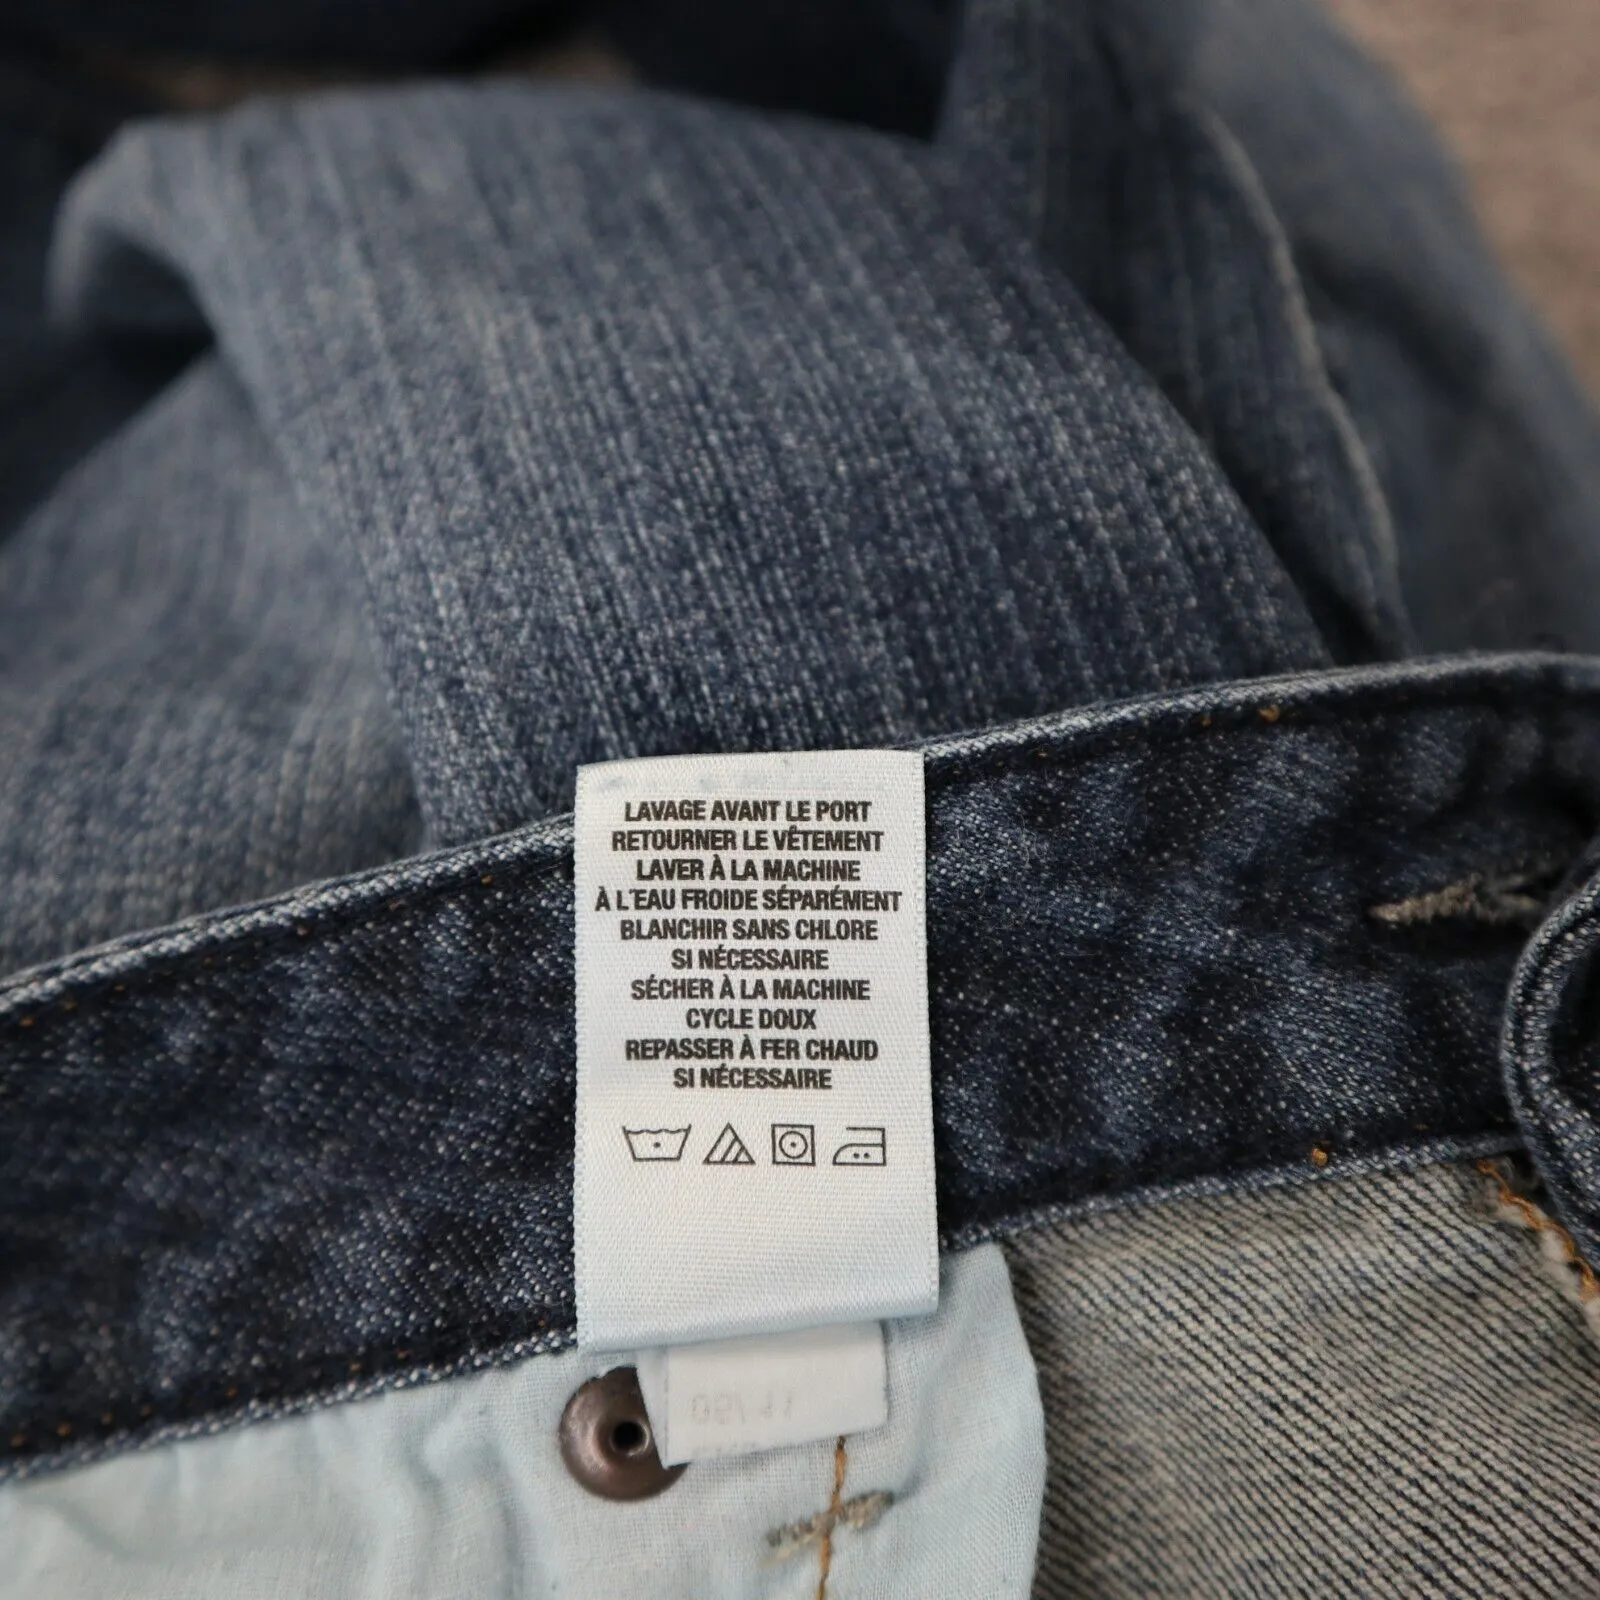 LAVAGE AVANT LE PORT
RETOURNER LE VÊTEMENT
LAVER À LA MACHINE
À L'EAU FROIDE SÉPARÉMENT
BLANCHIR SANS CHLORE
SI NÉCESSAIRE
SÉCHER À LA MACHINE
CYCLE DOUX
REPASSER À FER CHAUD
SI NÉCESSAIRE